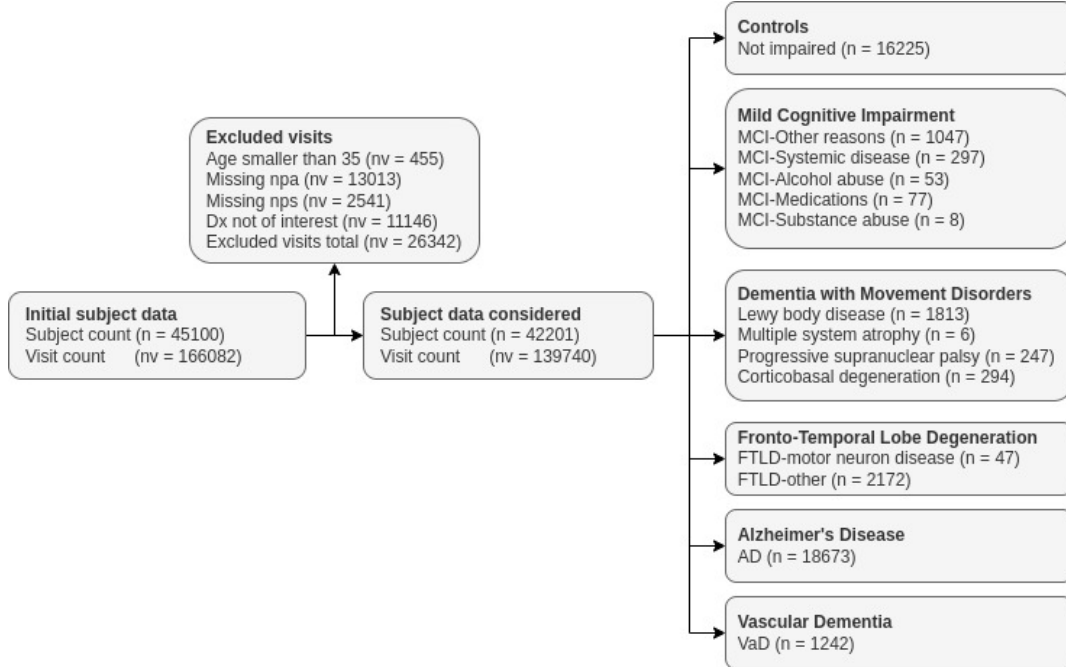 Initial subject data
Subject count (n = 45100)
Visit count (nv = 166082)
Excluded visits
Age smaller than 35 (nv = 455)
Missing npa (nv = 13013)
Missing nps (nv = 2541)
Dx not of interest (nv = 11146)
Excluded visits total (nv = 26342)
Subject data considered
Subject count (n = 42201)
Visit count (nv = 139740)
Controls
Not impaired (n = 16225)
Mild Cognitive Impairment
MCI-Other reasons (n = 1047)
MCI-Systemic disease (n = 297)
MCI-Alcohol abuse (n = 53)
MCI-Medications (n = 77)
MCI-Substance abuse (n = 8)
Dementia with Movement Disorders
Lewy body disease (n = 1813)
Multiple system atrophy (n = 6)
Progressive supranuclear palsy (n = 247)
Corticobasal degeneration (n = 294)
Fronto-Temporal Lobe Degeneration
FTLD-motor neuron disease (n = 47)
FTLD-other (n = 2172)
Alzheimer's Disease
AD (n = 18673)
Vascular Dementia
VaD (n = 1242)